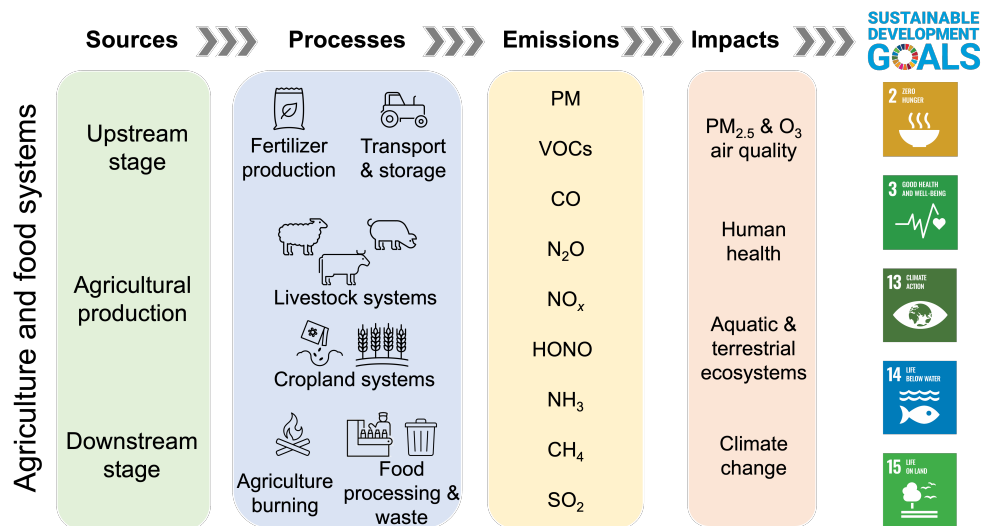 Sources
Processes
Emissions
Impacts
SUSTAINABLE
DEVELOPMENT
GOALS
Agriculture and food systems
Upstream
stage
Agricultural
production
Downstream
stage
Fertilizer
production
Transport
& storage
Livestock systems
Cropland systems
Agriculture
burning
Food
processing &
waste
PM
VOCs
CO
N₂O
NOₓ
HONO
NH₃
CH₄
SO₂
PM₂.₅ & O₃
air quality
Human
health
Aquatic &
terrestrial
ecosystems
Climate
change
2 ZERO
HUNGER
3 GOOD HEALTH
AND WELL-BEING
13 CLIMATE
ACTION
14 LIFE
BELOW WATER
15 LIFE
ON LAND